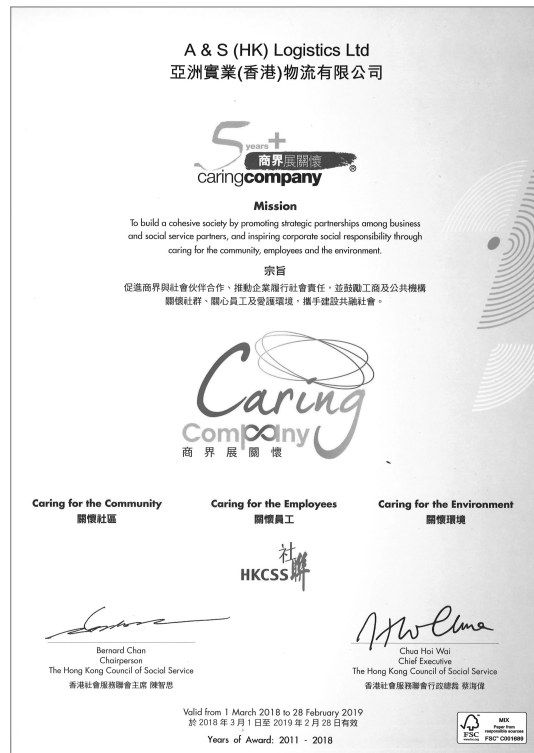 A & S (HK) Logistics Ltd
亞洲實業(香港)物流有限公司
5 years+
商界展關懷
caringcompany®
Mission
To build a cohesive society by promoting strategic partnerships among business
and social service partners, and inspiring corporate social responsibility through
caring for the community, employees and the environment.
宗旨
促進商界與社會伙伴合作、推動企業履行社會責任，並鼓勵工商及公共機構
關懷社群、關心員工及愛護環境，攜手建設共融社會。
Caring
Company
商界展關懷
Caring for the Community
關懷社區
Caring for the Employees
關懷員工
Caring for the Environment
關懷環境
HKCSS 社聯
Bernard Chan
Chairperson
The Hong Kong Council of Social Service
香港社會服務聯會主席 陳智思
Chua Hoi Wai
Chief Executive
The Hong Kong Council of Social Service
香港社會服務聯會行政總裁 蔡海偉
Valid from 1 March 2018 to 28 February 2019
於 2018 年 3 月 1 日至 2019 年 2 月 28 日有效
Years of Award: 2011 - 2018
FSC
MIX
Paper from
responsible sources
FSC® C001689